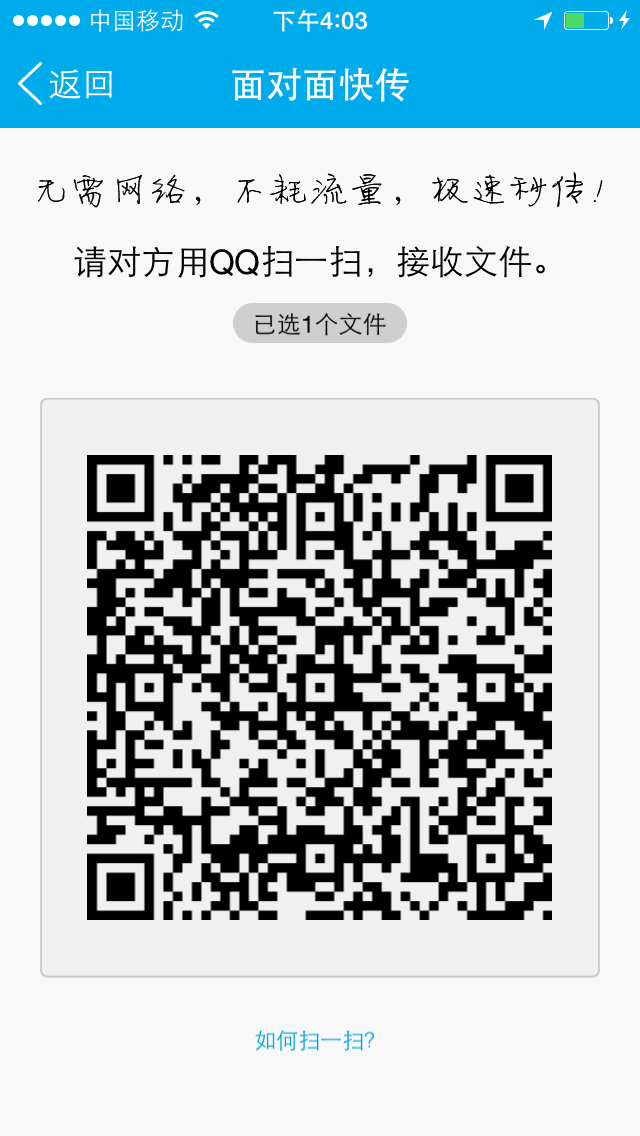 中国移动 下午4:03
返回 面对面快传
无需网络，不耗流量，极速秒传！
请对方用QQ扫一扫，接收文件。
已选1个文件
如何扫一扫?